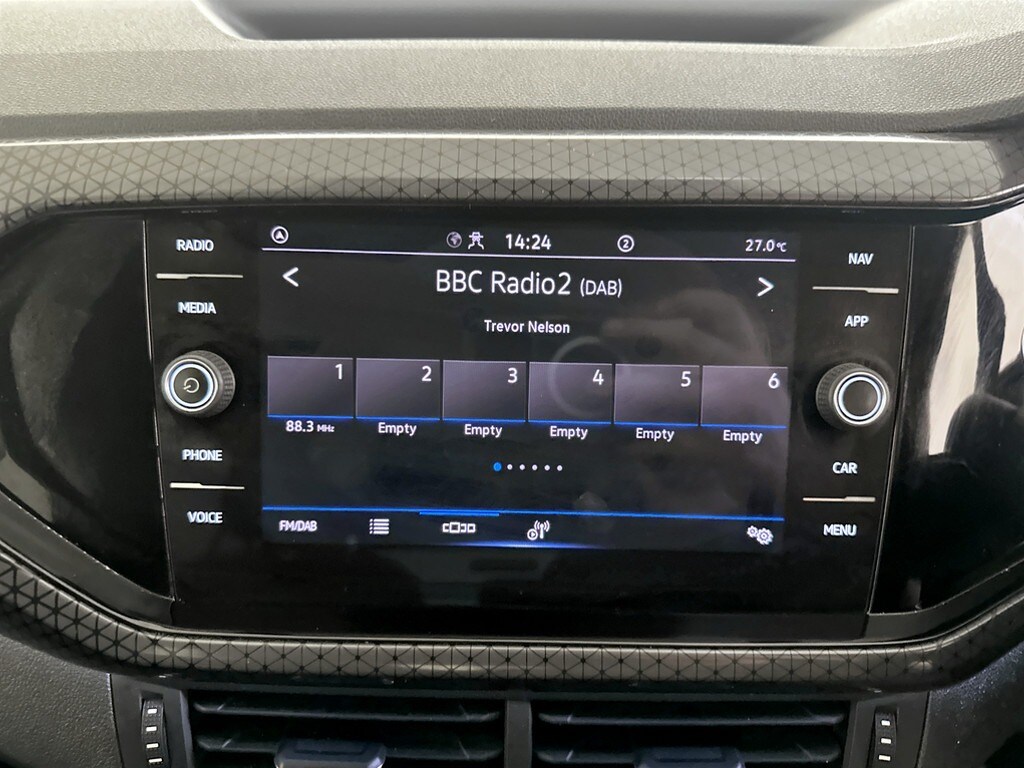 RADIO
MEDIA
PHONE
VOICE
14:24
2
27.0°C
BBC Radio2 (DAB)
Trevor Nelson
1
2
3
4
5
6
88.3 MHz
Empty
Empty
Empty
Empty
Empty
FM/DAB
NAV
APP
CAR
MENU